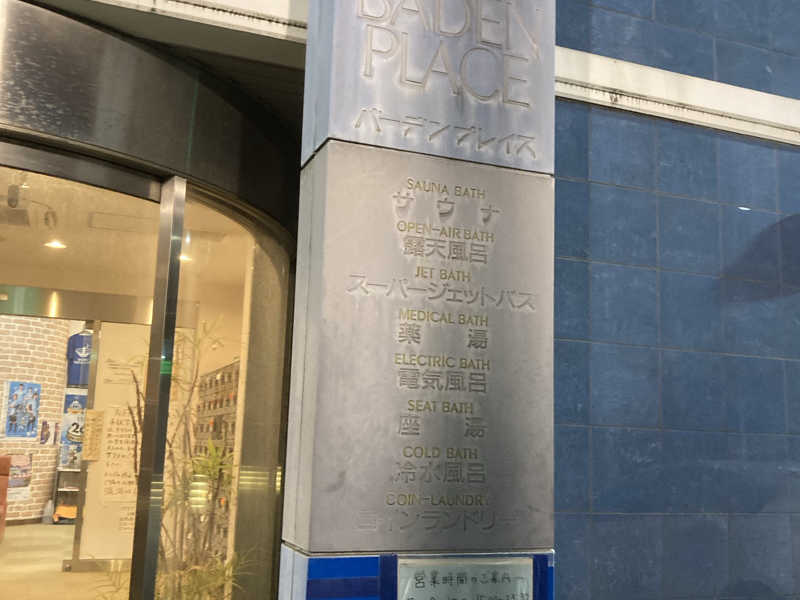 BADEN
PLACE
バーデンプレイス
SAUNA BATH
サウナ
OPEN-AIR BATH
露天風呂
JET BATH
スーパージェットバス
MEDICAL BATH
薬湯
ELECTRIC BATH
電気風呂
SEAT BATH
座湯
COLD BATH
冷水風呂
COIN-LAUNDRY
コインランドリー
営業時間のご案内